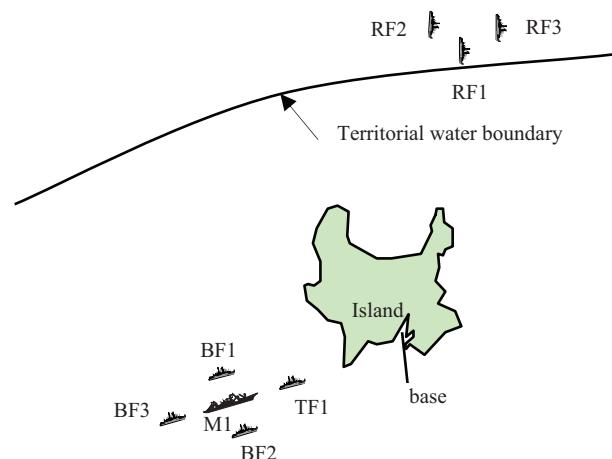 RF2
RF3
RF1
Territorial water boundary
Island
BF1
base
TF1
BF3
M1
BF2